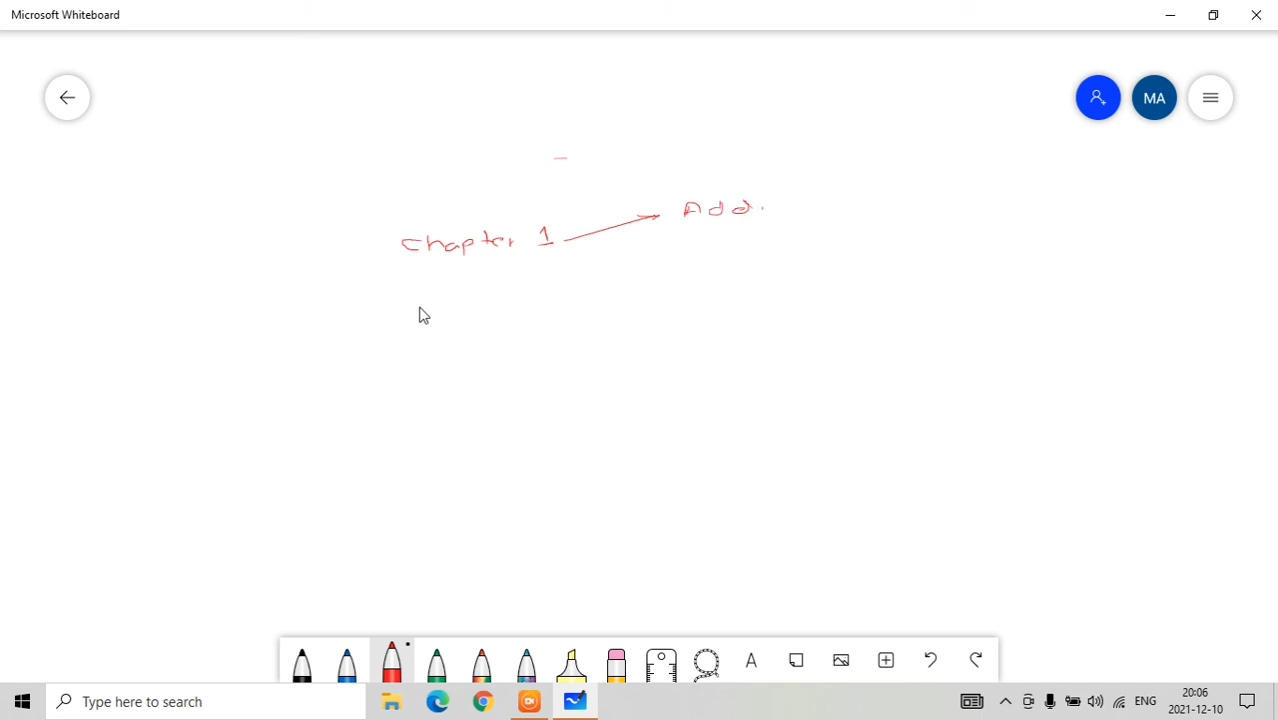 Microsoft Whiteboard
MA
Add.
Chapter 1
A
Type here to search
ENG
20:06
2021-12-10